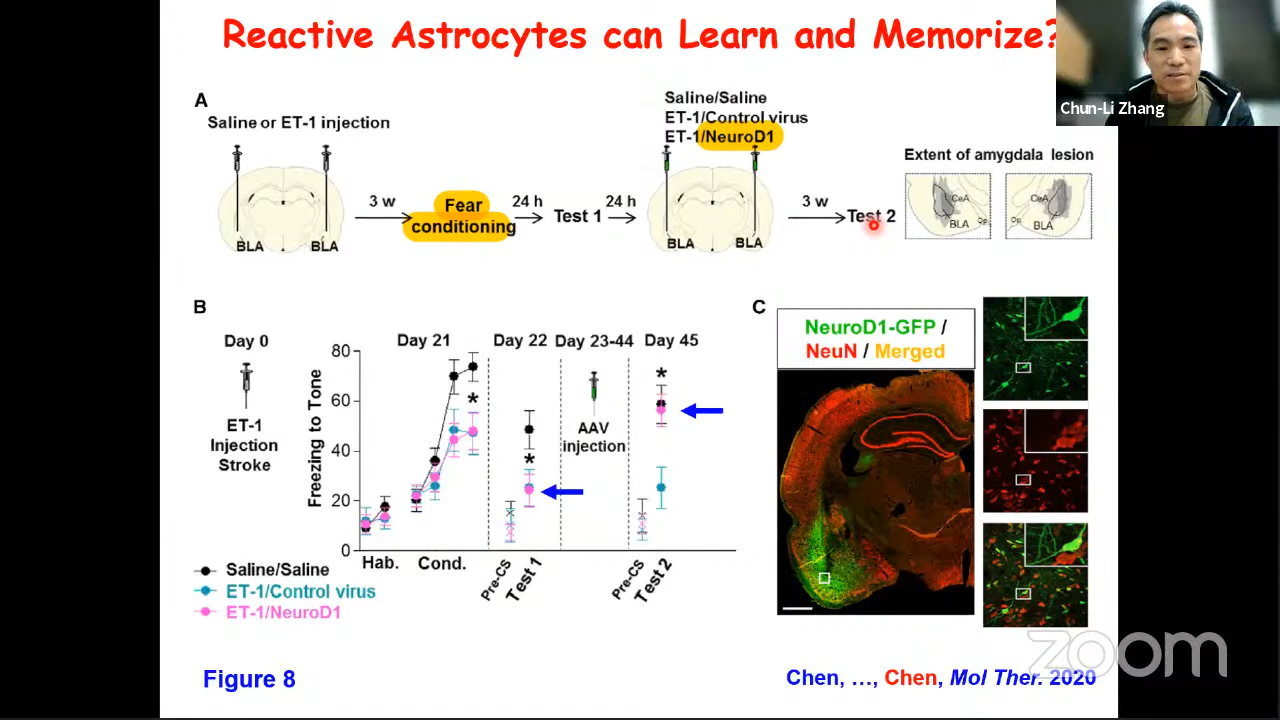 Reactive Astrocytes can Learn and Memorize?
Chun-Li Zhang
A
Saline or ET-1 injection
BLA
BLA
3 w
Fear
conditioning
24 h
Test 1
24 h
Saline/Saline
ET-1/Control virus
ET-1/NeuroD1
BLA
BLA
3 w
Test 2
Extent of amygdala lesion
CeA
BLA
Op
CeA
BLA
Op
B
Day 0
ET-1
Injection
Stroke
Day 21
Day 22
Day 23-44
Day 45
Freezing to Tone
80
60
40
20
0
*
*
*
AAV
injection
Hab.
Cond.
Pre-CS
Test 1
Pre-CS
Test 2
Saline/Saline
ET-1/Control virus
ET-1/NeuroD1
C
NeuroD1-GFP /
NeuN / Merged
zoom
Figure 8
Chen, ..., Chen, Mol Ther. 2020